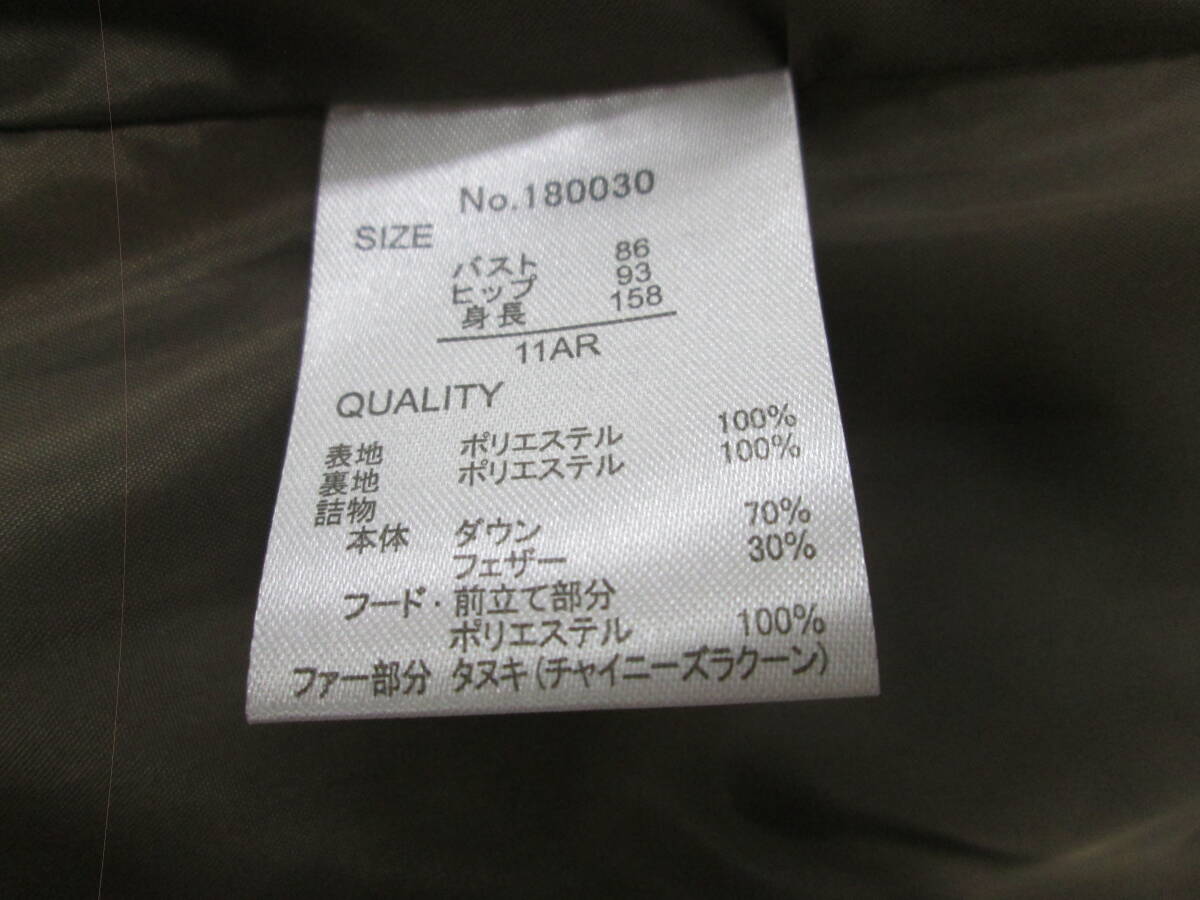 No.180030
SIZE
バスト 86
ヒップ 93
身長 158
11AR
QUALITY
表地 ポリエステル 100%
裏地 ポリエステル 100%
詰物
本体 ダウン 70%
フェザー 30%
フード・前立て部分
ポリエステル 100%
ファー部分 タヌキ(チャイニーズラクーン)